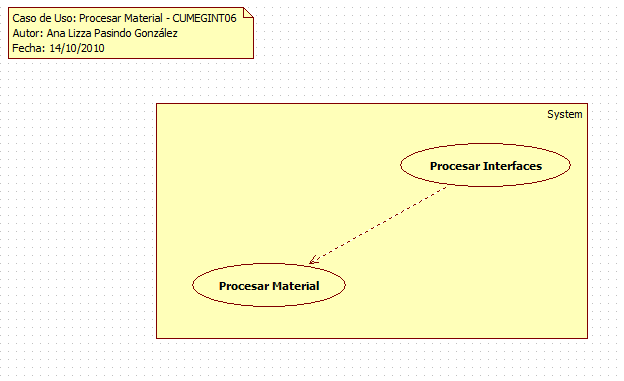 Caso de Uso: Procesar Material - CUMEGINT06
Autor: Ana Lizza Pasindo González
Fecha: 14/10/2010
System
Procesar Interfaces
Procesar Material